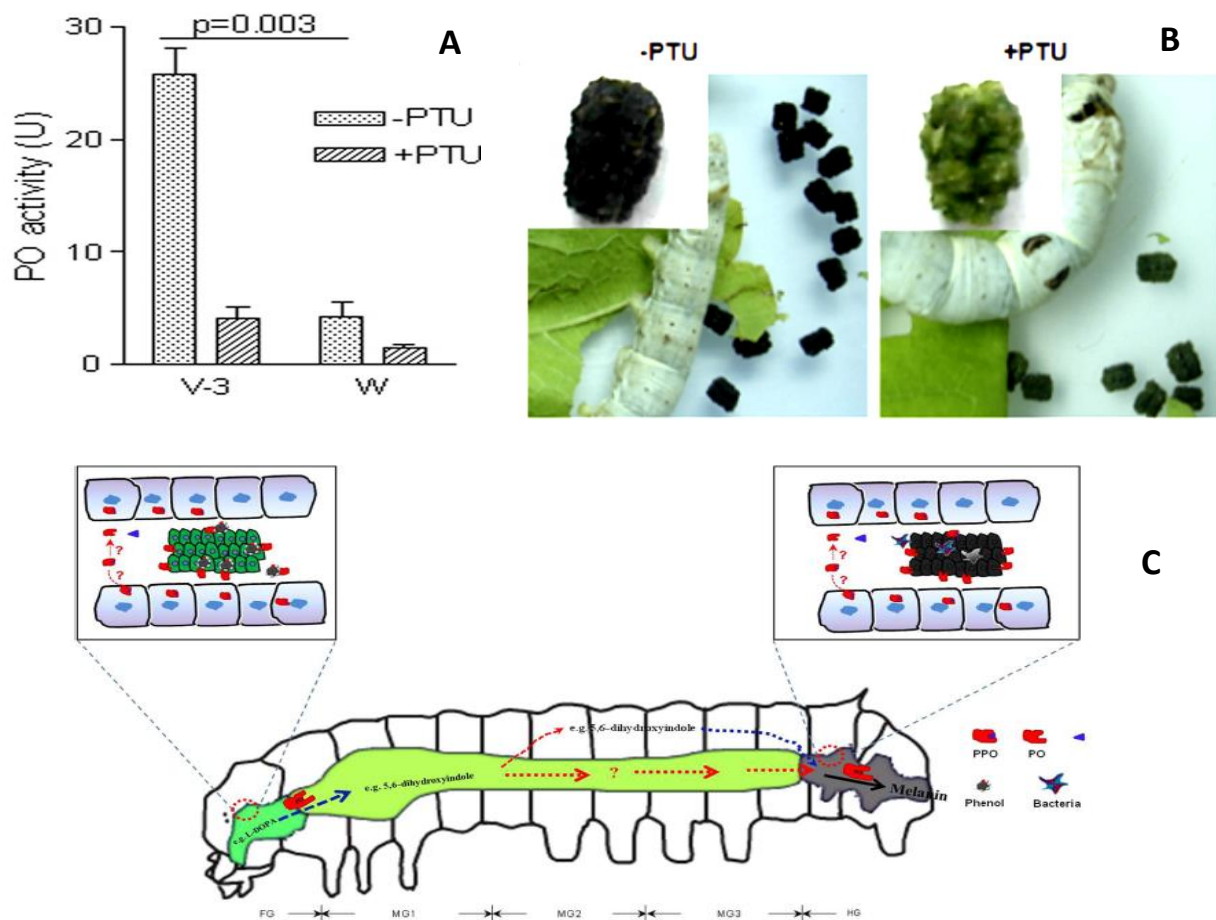 A
p=0.003
30
20
10
0
PO activity (U)
-PTU
+PTU
V-3
W
B
-PTU
+PTU
C
?
?
?
?
e.g. 5,6-dihydroxyindole
e.g. 5,6-dihydroxyindole
?
e.g. L-DOPA
Melanin
PPO
PO
Phenol
Bacteria
FG
MG1
MG2
MG3
HG